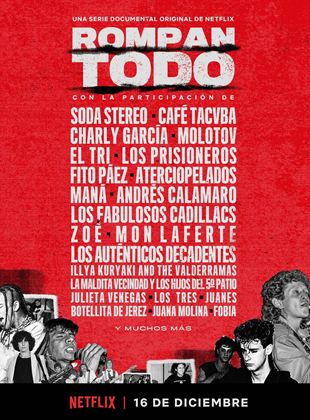 UNA SERIE DOCUMENTAL ORIGINAL DE NETFLIX
ROMPAN
TODO
CON LA PARTICIPACIÓN DE
SODA STEREO • CAFÉ TACVBA
CHARLY GARCÍA • MOLOTOV
EL TRI • LOS PRISIONEROS
FITO PÁEZ • ATERCIOPELADOS
MANÁ • ANDRÉS CALAMARO
LOS FABULOSOS CADILLACS
ZOÉ • MON LAFERTE
LOS AUTÉNTICOS DECADENTES
ILLYA KURYAKI AND THE VALDERRAMAS
LA MALDITA VECINDAD Y LOS HIJOS DEL 5º PATIO
JULIETA VENEGAS • LOS TRES • JUANES
BOTELLITA DE JEREZ • JUANA MOLINA • FOBIA
Y MUCHOS MÁS
NETFLIX | 16 DE DICIEMBRE